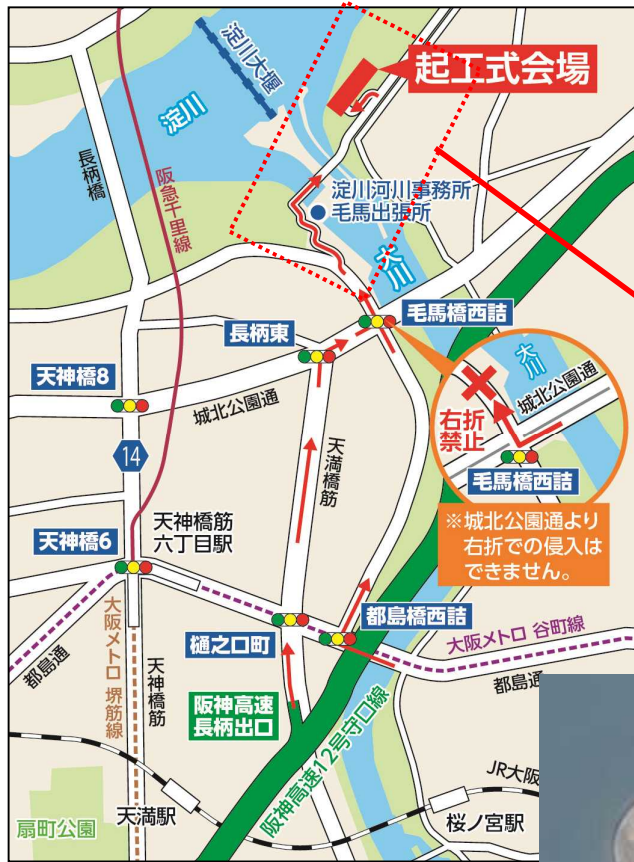 淀川大堰
起工式会場
淀川
長柄橋
阪急千里線
淀川河川事務所
毛馬出張所
大川
毛馬橋西詰
長柄東
天神橋8
城北公園通
大川
城北公園通
右折
禁止
毛馬橋西詰
14
天満橋筋
※城北公園通より
右折での侵入は
できません。
天神橋筋
六丁目駅
天神橋6
都島橋西詰
樋之口町
大阪メトロ 谷町線
都島通
大阪メトロ 堺筋線
天神橋筋
都島通
阪神高速
長柄出口
阪神高速12号守口線
JR大阪
天満駅
桜ノ宮駅
扇町公園